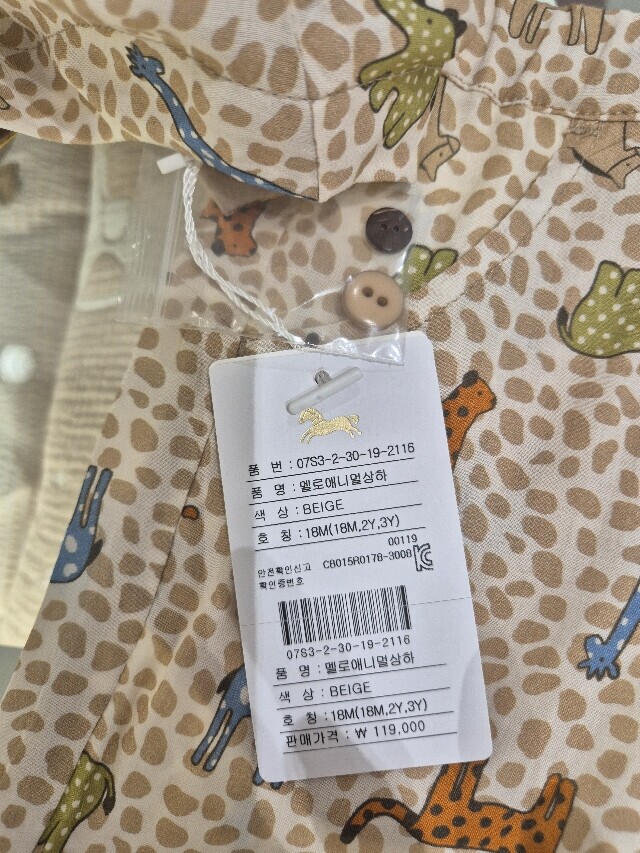 품 번 : 07S3-2-30-19-2116
품 명 : 멜로애니멀상하
색 상 : BEIGE
호 칭 : 18M(18M,2Y,3Y)
00119
안전확인신고 CB015R0178-3008
확인증번호
07S3-2-30-19-2116
품 명 : 멜로애니멀상하
색 상 : BEIGE
호 칭 : 18M(18M,2Y,3Y)
판매가격 : ₩ 119,000